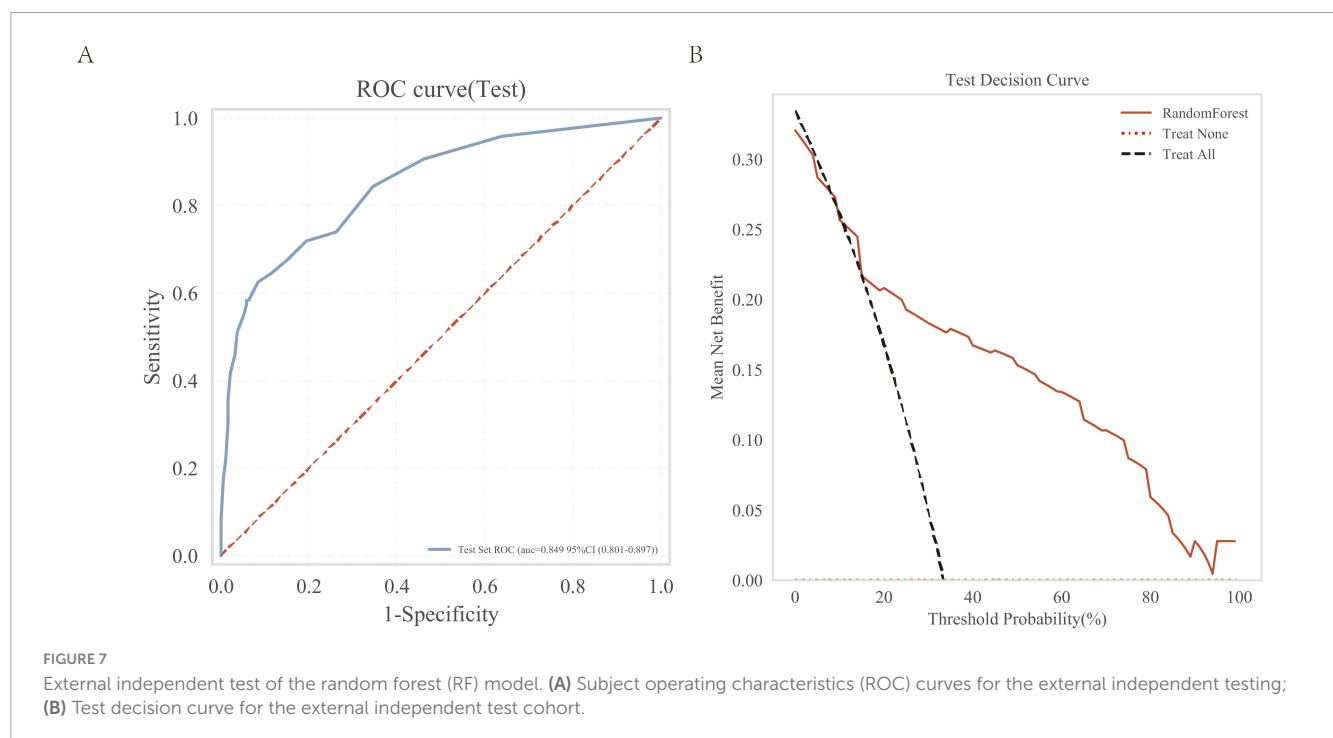 A
ROC curve(Test)
1.0
0.8
0.6
0.4
0.2
0.0
Sensitivity
0.0 0.2 0.4 0.6 0.8 1.0
1-Specificity
Test Set ROC (auc=0.849 95%CI (0.801-0.897))
B
Test Decision Curve
RandomForest
Treat None
Treat All
0.30
0.25
0.20
0.15
0.10
0.05
0.00
Mean Net Benefit
0 20 40 60 80 100
Threshold Probability(%)
FIGURE 7
External independent test of the random forest (RF) model. (A) Subject operating characteristics (ROC) curves for the external independent testing;
(B) Test decision curve for the external independent test cohort.